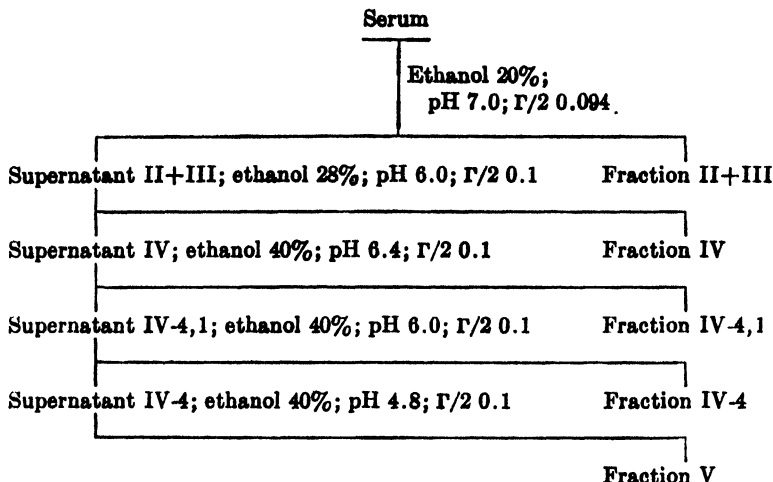 Serum
Ethanol 20%;
pH 7.0; Γ/2 0.094.
Supernatant II+III; ethanol 28%; pH 6.0; Γ/2 0.1 Fraction II+III
Supernatant IV; ethanol 40%; pH 6.4; Γ/2 0.1 Fraction IV
Supernatant IV-4,1; ethanol 40%; pH 6.0; Γ/2 0.1 Fraction IV-4,1
Supernatant IV-4; ethanol 40%; pH 4.8; Γ/2 0.1 Fraction IV-4
Fraction V